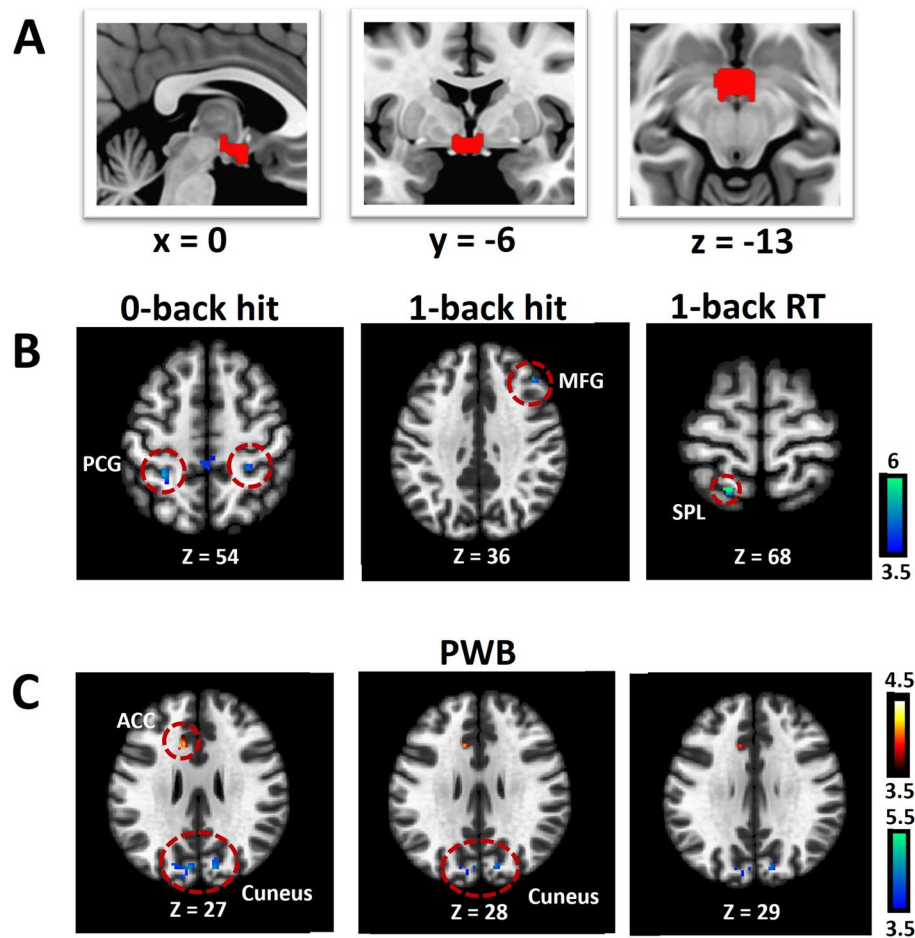 A
x = 0
y = -6
z = -13
B
0-back hit
1-back hit
1-back RT
PCG
MFG
SPL
Z = 54
Z = 36
Z = 68
6
3.5
C
PWB
ACC
Cuneus
Cuneus
Z = 27
Z = 28
Z = 29
4.5
3.5
5.5
3.5